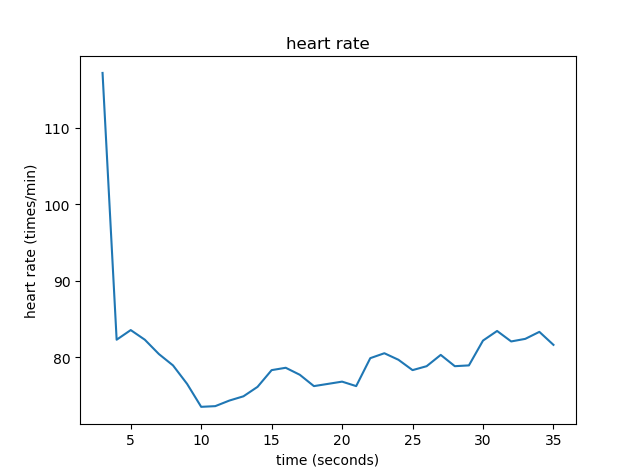 heart rate
heart rate (times/min)
110
100
90
80
5 10 15 20 25 30 35
time (seconds)